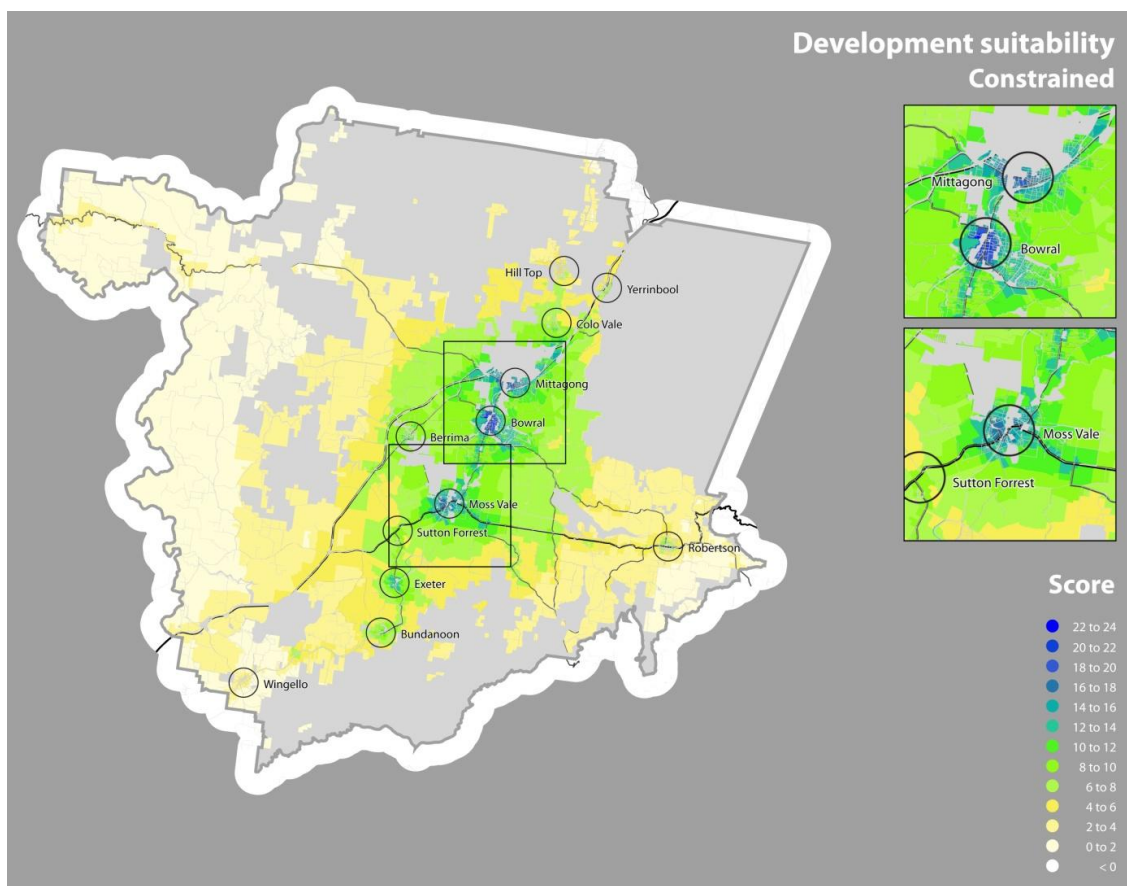 Development suitability
Constrained
Mittagong
Bowral
Moss Vale
Sutton Forrest
Hill Top
Yerrinbool
Colo Vale
Mittagong
Bowral
Berrima
Moss Vale
Sutton Forrest
Robertson
Exeter
Bundanoon
Wingello
Score
22 to 24
20 to 22
18 to 20
16 to 18
14 to 16
12 to 14
10 to 12
8 to 10
6 to 8
4 to 6
2 to 4
0 to 2
< 0